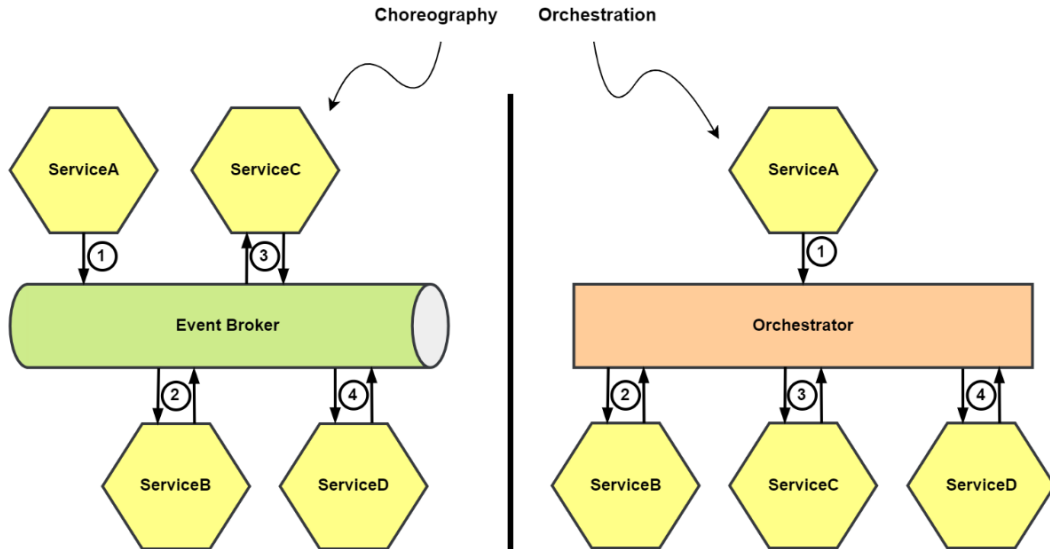 Choreography
Orchestration
ServiceA
ServiceC
1
3
Event Broker
2
4
ServiceB
ServiceD
ServiceA
1
Orchestrator
2
3
4
ServiceB
ServiceC
ServiceD